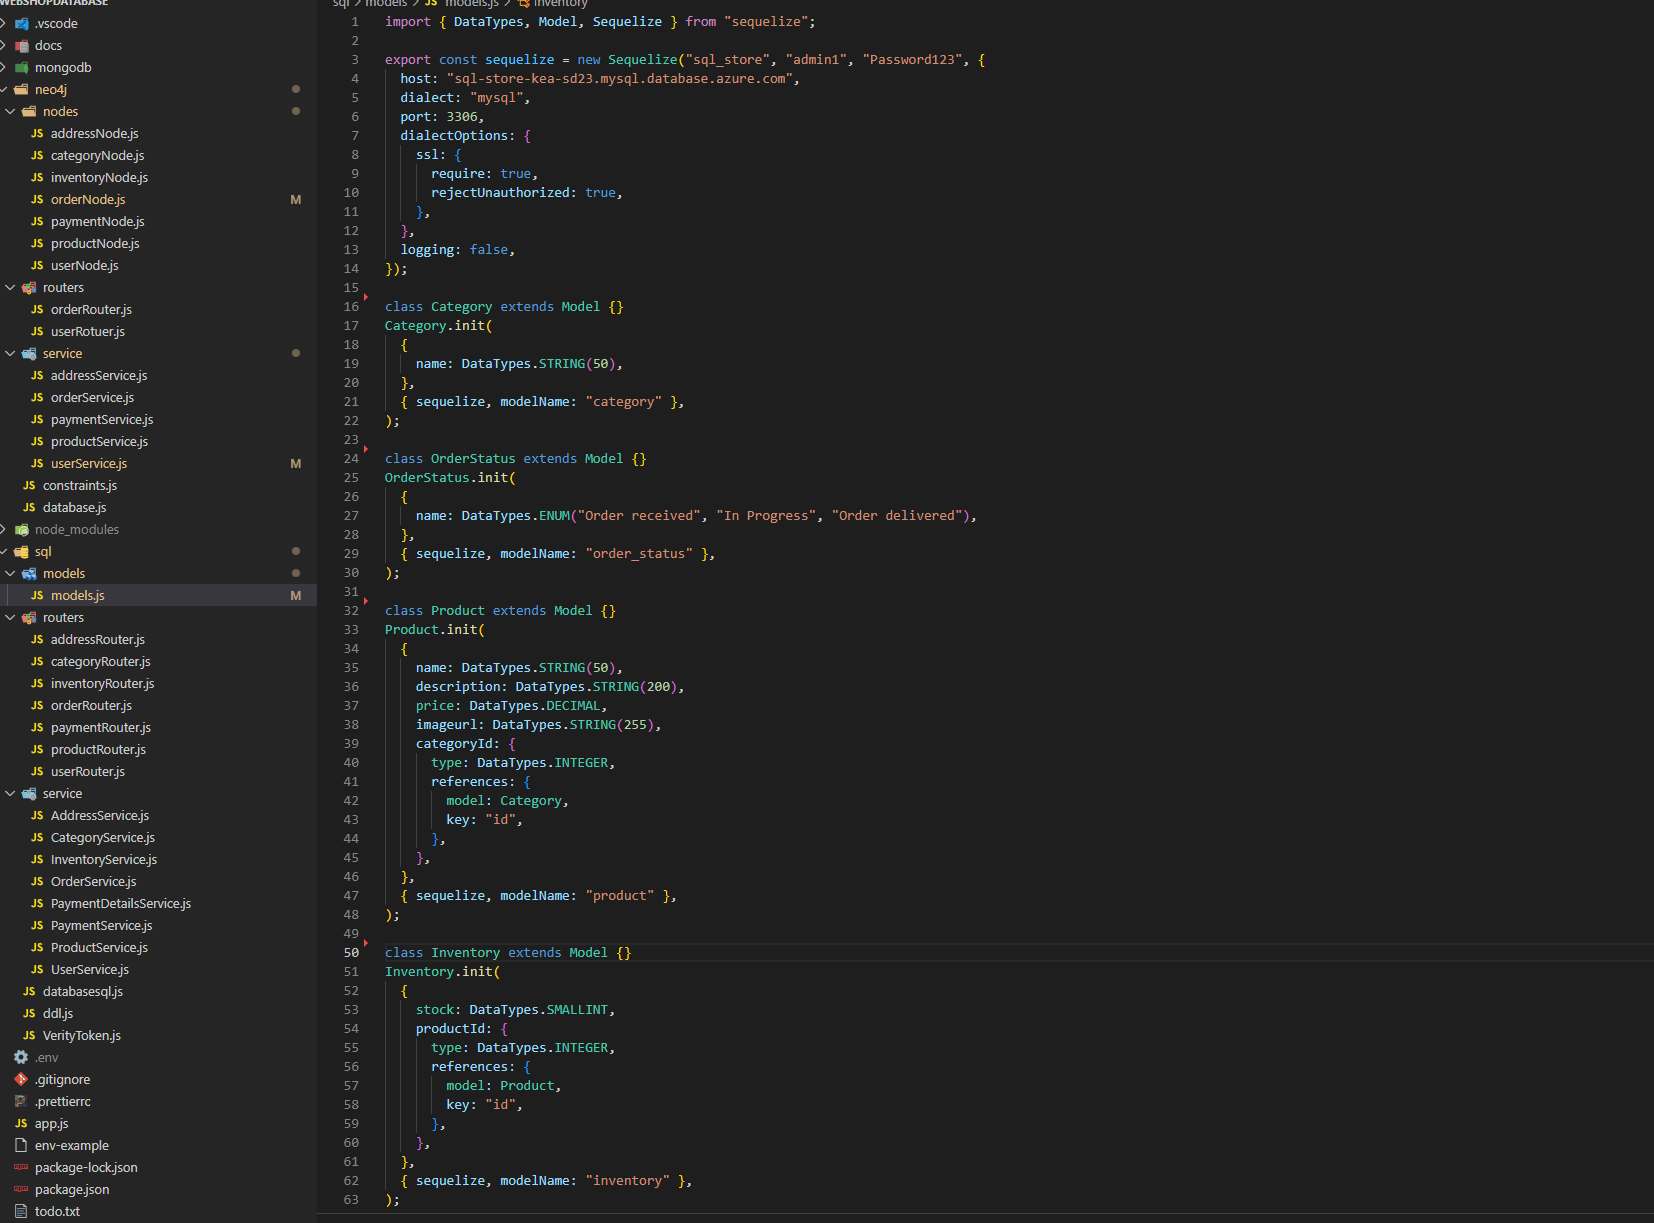 WEBSHOPDATABASE
.vscode
docs
mongodb
neo4j
nodes
JS addressNode.js
JS categoryNode.js
JS inventoryNode.js
JS orderNode.js M
JS paymentNode.js
JS productNode.js
JS userNode.js
routers
JS orderRouter.js
JS userRotuer.js
service
JS addressService.js
JS orderService.js
JS paymentService.js
JS productService.js
JS userService.js M
JS constraints.js
JS database.js
node_modules
sql
models
JS models.js M
routers
JS addressRouter.js
JS categoryRouter.js
JS inventoryRouter.js
JS orderRouter.js
JS paymentRouter.js
JS productRouter.js
JS userRouter.js
service
JS AddressService.js
JS CategoryService.js
JS InventoryService.js
JS OrderService.js
JS PaymentDetailsService.js
JS PaymentService.js
JS ProductService.js
JS UserService.js
JS databasesql.js
JS ddl.js
JS VerityToken.js
.env
.gitignore
.prettierrc
JS app.js
env-example
package-lock.json
package.json
todo.txt
sql > models > JS models.js > Inventory
1 import { DataTypes, Model, Sequelize } from "sequelize";
2
3 export const sequelize = new Sequelize("sql_store", "admin1", "Password123", {
4 host: "sql-store-kea-sd23.mysql.database.azure.com",
5 dialect: "mysql",
6 port: 3306,
7 dialectOptions: {
8 ssl: {
9 require: true,
10 rejectUnauthorized: true,
11 },
12 },
13 logging: false,
14 });
15
16 class Category extends Model {}
17 Category.init(
18 {
19 name: DataTypes.STRING(50),
20 },
21 { sequelize, modelName: "category" },
22 );
23
24 class OrderStatus extends Model {}
25 OrderStatus.init(
26 {
27 name: DataTypes.ENUM("Order received", "In Progress", "Order delivered"),
28 },
29 { sequelize, modelName: "order_status" },
30 );
31
32 class Product extends Model {}
33 Product.init(
34 {
35 name: DataTypes.STRING(50),
36 description: DataTypes.STRING(200),
37 price: DataTypes.DECIMAL,
38 imageurl: DataTypes.STRING(255),
39 categoryId: {
40 type: DataTypes.INTEGER,
41 references: {
42 model: Category,
43 key: "id",
44 },
45 },
46 },
47 { sequelize, modelName: "product" },
48 );
49
50 class Inventory extends Model {}
51 Inventory.init(
52 {
53 stock: DataTypes.SMALLINT,
54 productId: {
55 type: DataTypes.INTEGER,
56 references: {
57 model: Product,
58 key: "id",
59 },
60 },
61 },
62 { sequelize, modelName: "inventory" },
63 );